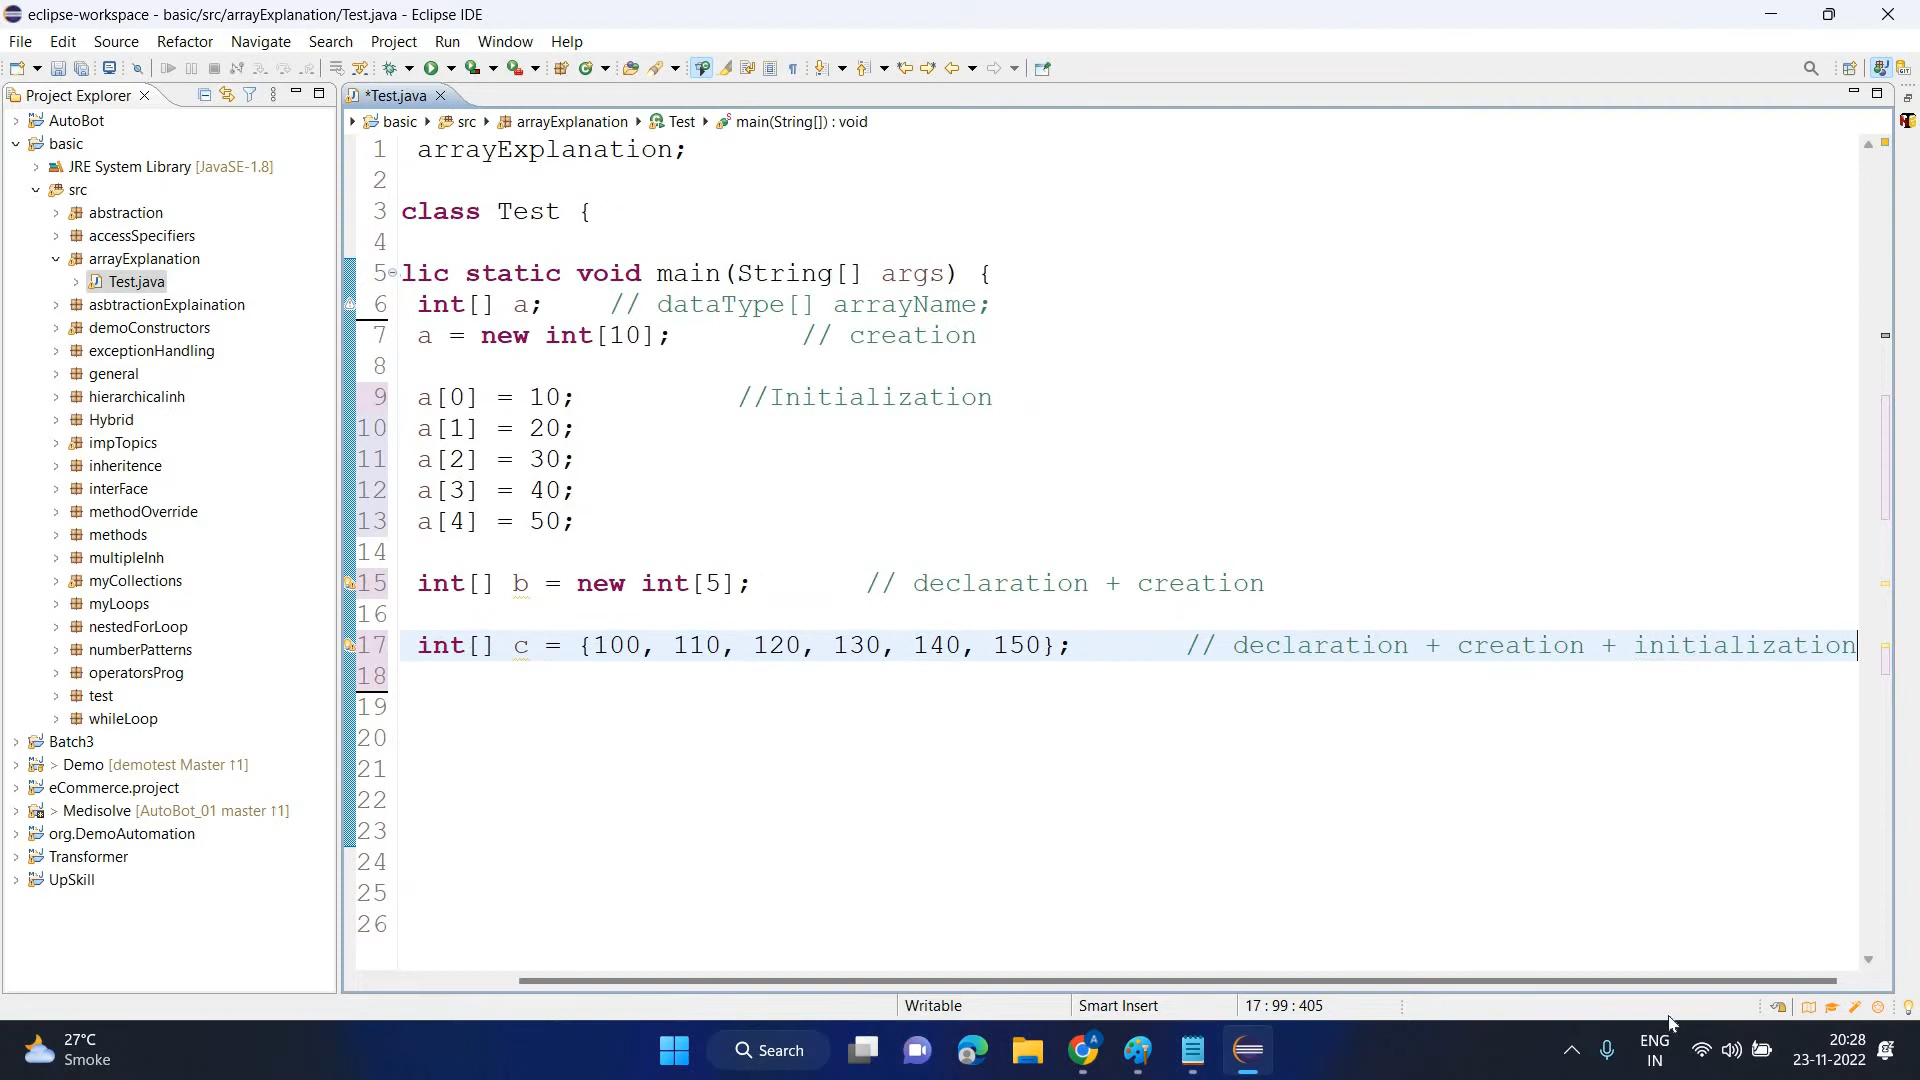 eclipse-workspace - basic/src/arrayExplanation/Test.java - Eclipse IDE
File Edit Source Refactor Navigate Search Project Run Window Help
Project Explorer
*Test.java
basic src arrayExplanation Test main(String[]) : void
AutoBot
basic
JRE System Library [JavaSE-1.8]
src
abstraction
accessSpecifiers
arrayExplanation
Test.java
asbtractionExplaination
demoConstructors
exceptionHandling
general
hierarchicalinh
Hybrid
impTopics
inheritence
interFace
methodOverride
methods
multipleInh
myCollections
myLoops
nestedForLoop
numberPatterns
operatorsProg
test
whileLoop
Batch3
> Demo [demotest Master ↑1]
eCommerce.project
> Medisolve [AutoBot_01 master ↑1]
org.DemoAutomation
Transformer
UpSkill
1 arrayExplanation;
2
3 class Test {
4
5 lic static void main(String[] args) {
6 int[] a; // dataType[] arrayName;
7 a = new int[10]; // creation
8
9 a[0] = 10; //Initialization
10 a[1] = 20;
11 a[2] = 30;
12 a[3] = 40;
13 a[4] = 50;
14
15 int[] b = new int[5]; // declaration + creation
16
17 int[] c = {100, 110, 120, 130, 140, 150}; // declaration + creation + initialization
18
19
20
21
22
23
24
25
26
Writable Smart Insert 17 : 99 : 405
27°C
Smoke
Search
ENG
IN
20:28
23-11-2022